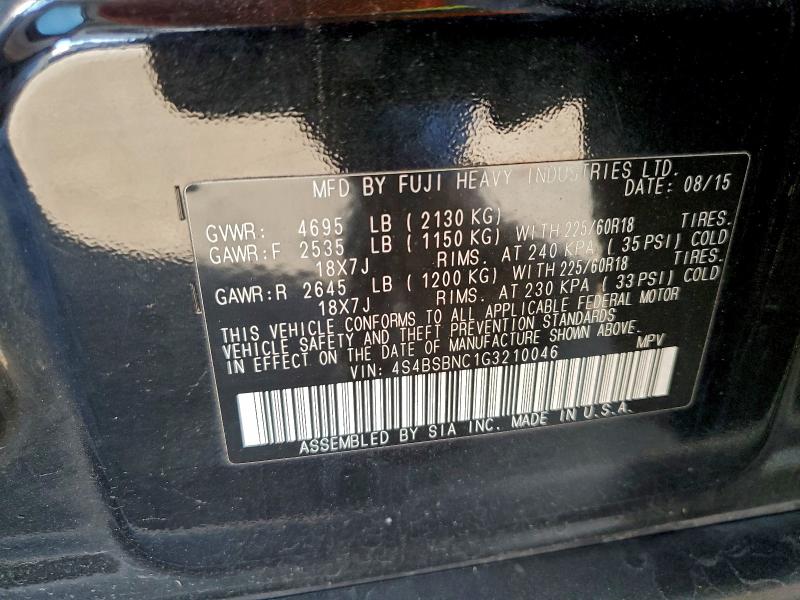 MFD BY FUJI HEAVY INDUSTRIES LTD.
DATE: 08/15
GVWR: 4695 LB ( 2130 KG)
GAWR:F 2535 LB ( 1150 KG) WITH 225/60R18 TIRES.
18X7J RIMS. AT 240 KPA ( 35 PSI) COLD
GAWR:R 2645 LB ( 1200 KG) WITH 225/60R18 TIRES.
18X7J RIMS. AT 230 KPA ( 33 PSI) COLD
THIS VEHICLE CONFORMS TO ALL APPLICABLE FEDERAL MOTOR
VEHICLE SAFETY AND THEFT PREVENTION STANDARDS
IN EFFECT ON THE DATE OF MANUFACTURE SHOWN ABOVE.
VIN: 4S4BSBNC1G3210046 MPV
ASSEMBLED BY SIA INC. MADE IN U.S.A.